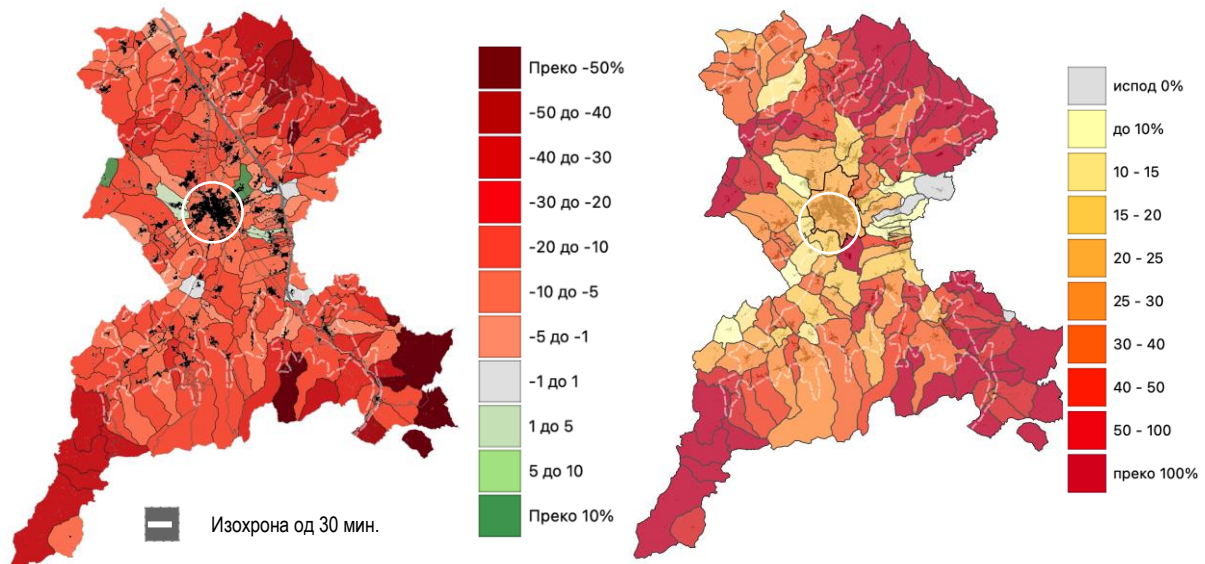 Преко -50%
-50 до -40
-40 до -30
-30 до -20
-20 до -10
-10 до -5
-5 до -1
-1 до 1
1 до 5
5 до 10
Преко 10%
Изохрона од 30 мин.
испод 0%
до 10%
10 - 15
15 - 20
20 - 25
25 - 30
30 - 40
40 - 50
50 - 100
преко 100%